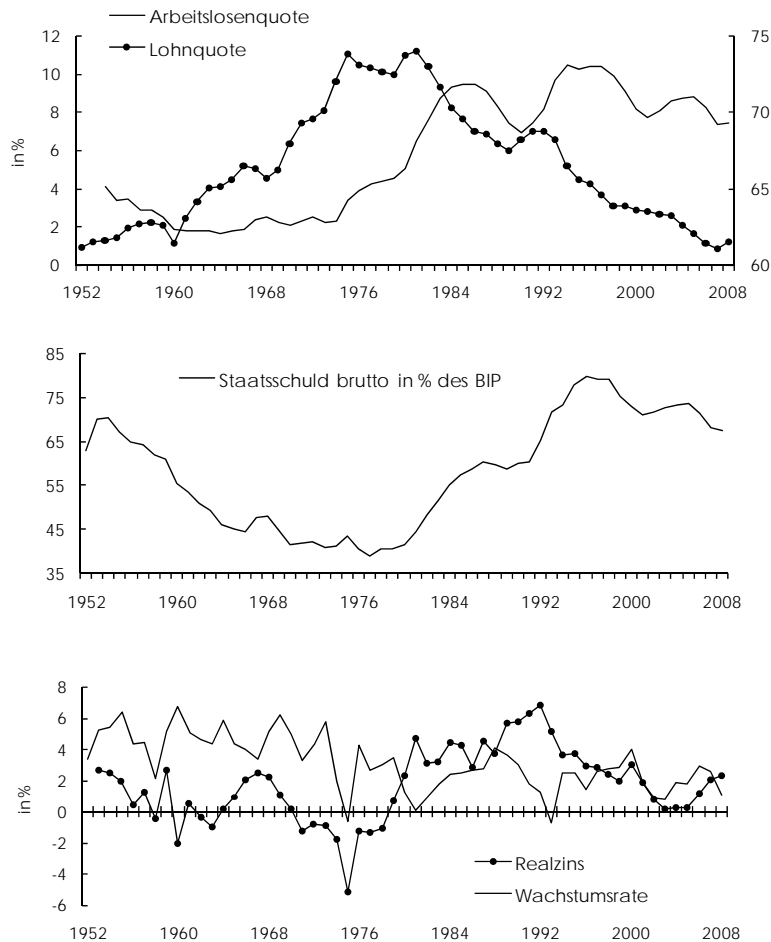 Arbeitslosenquote
Lohnquote
in %
12
10
8
6
4
2
0
75
70
65
60
1952 1960 1968 1976 1984 1992 2000 2008
Staatsschuld brutto in % des BIP
85
75
65
55
45
35
1952 1960 1968 1976 1984 1992 2000 2008
in %
8
6
4
2
0
-2
-4
-6
Realzins
Wachstumsrate
1952 1960 1968 1976 1984 1992 2000 2008